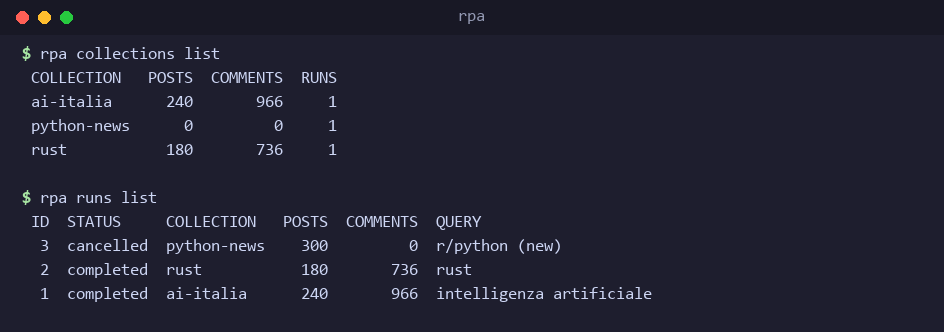 rpa
$ rpa collections list
COLLECTION POSTS COMMENTS RUNS
ai-italia 240 966 1
python-news 0 0 1
rust 180 736 1
$ rpa runs list
ID STATUS COLLECTION POSTS COMMENTS QUERY
3 cancelled python-news 300 0 r/python (new)
2 completed rust 180 736 rust
1 completed ai-italia 240 966 intelligenza artificiale